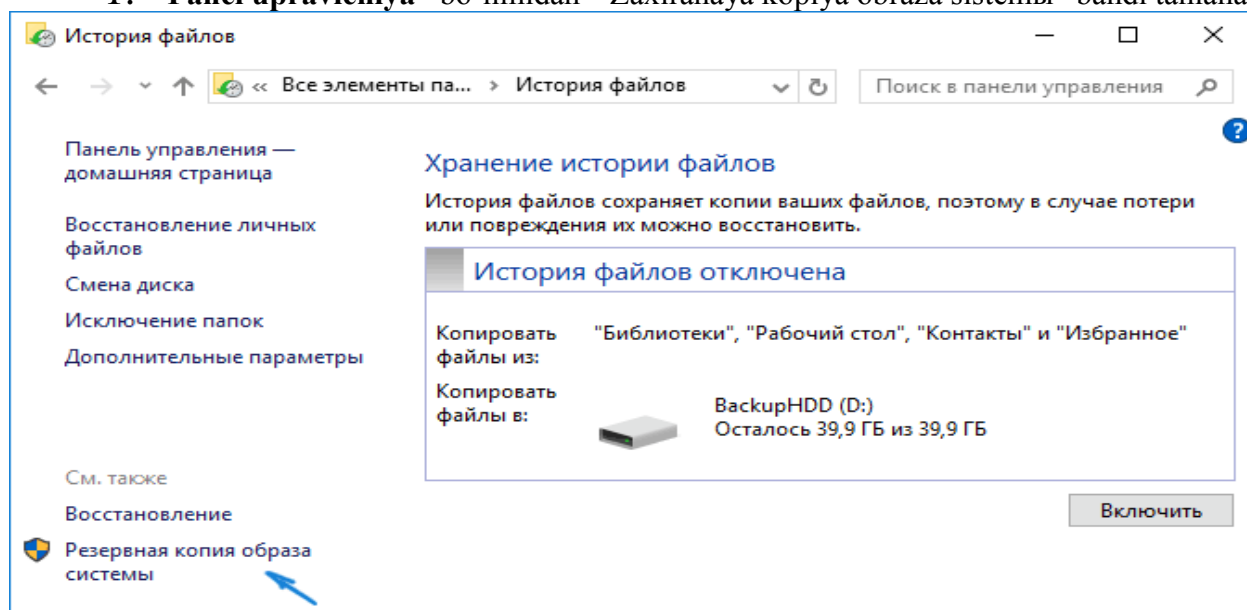 Panel upravleniya
История файлов
« Все элементы па... › История файлов
Поиск в панели управления
?
Панель управления —
домашняя страница
Восстановление личных
файлов
Смена диска
Исключение папок
Дополнительные параметры
См. также
Восстановление
Резервная копия образа
системы
Хранение истории файлов
История файлов сохраняет копии ваших файлов, поэтому в случае потери
или повреждения их можно восстановить.
История файлов отключена
Копировать
файлы из:
"Библиотеки", "Рабочий стол", "Контакты" и "Избранное"
Копировать
файлы в:
BackupHDD (D:)
Осталось 39,9 ГБ из 39,9 ГБ
Включить